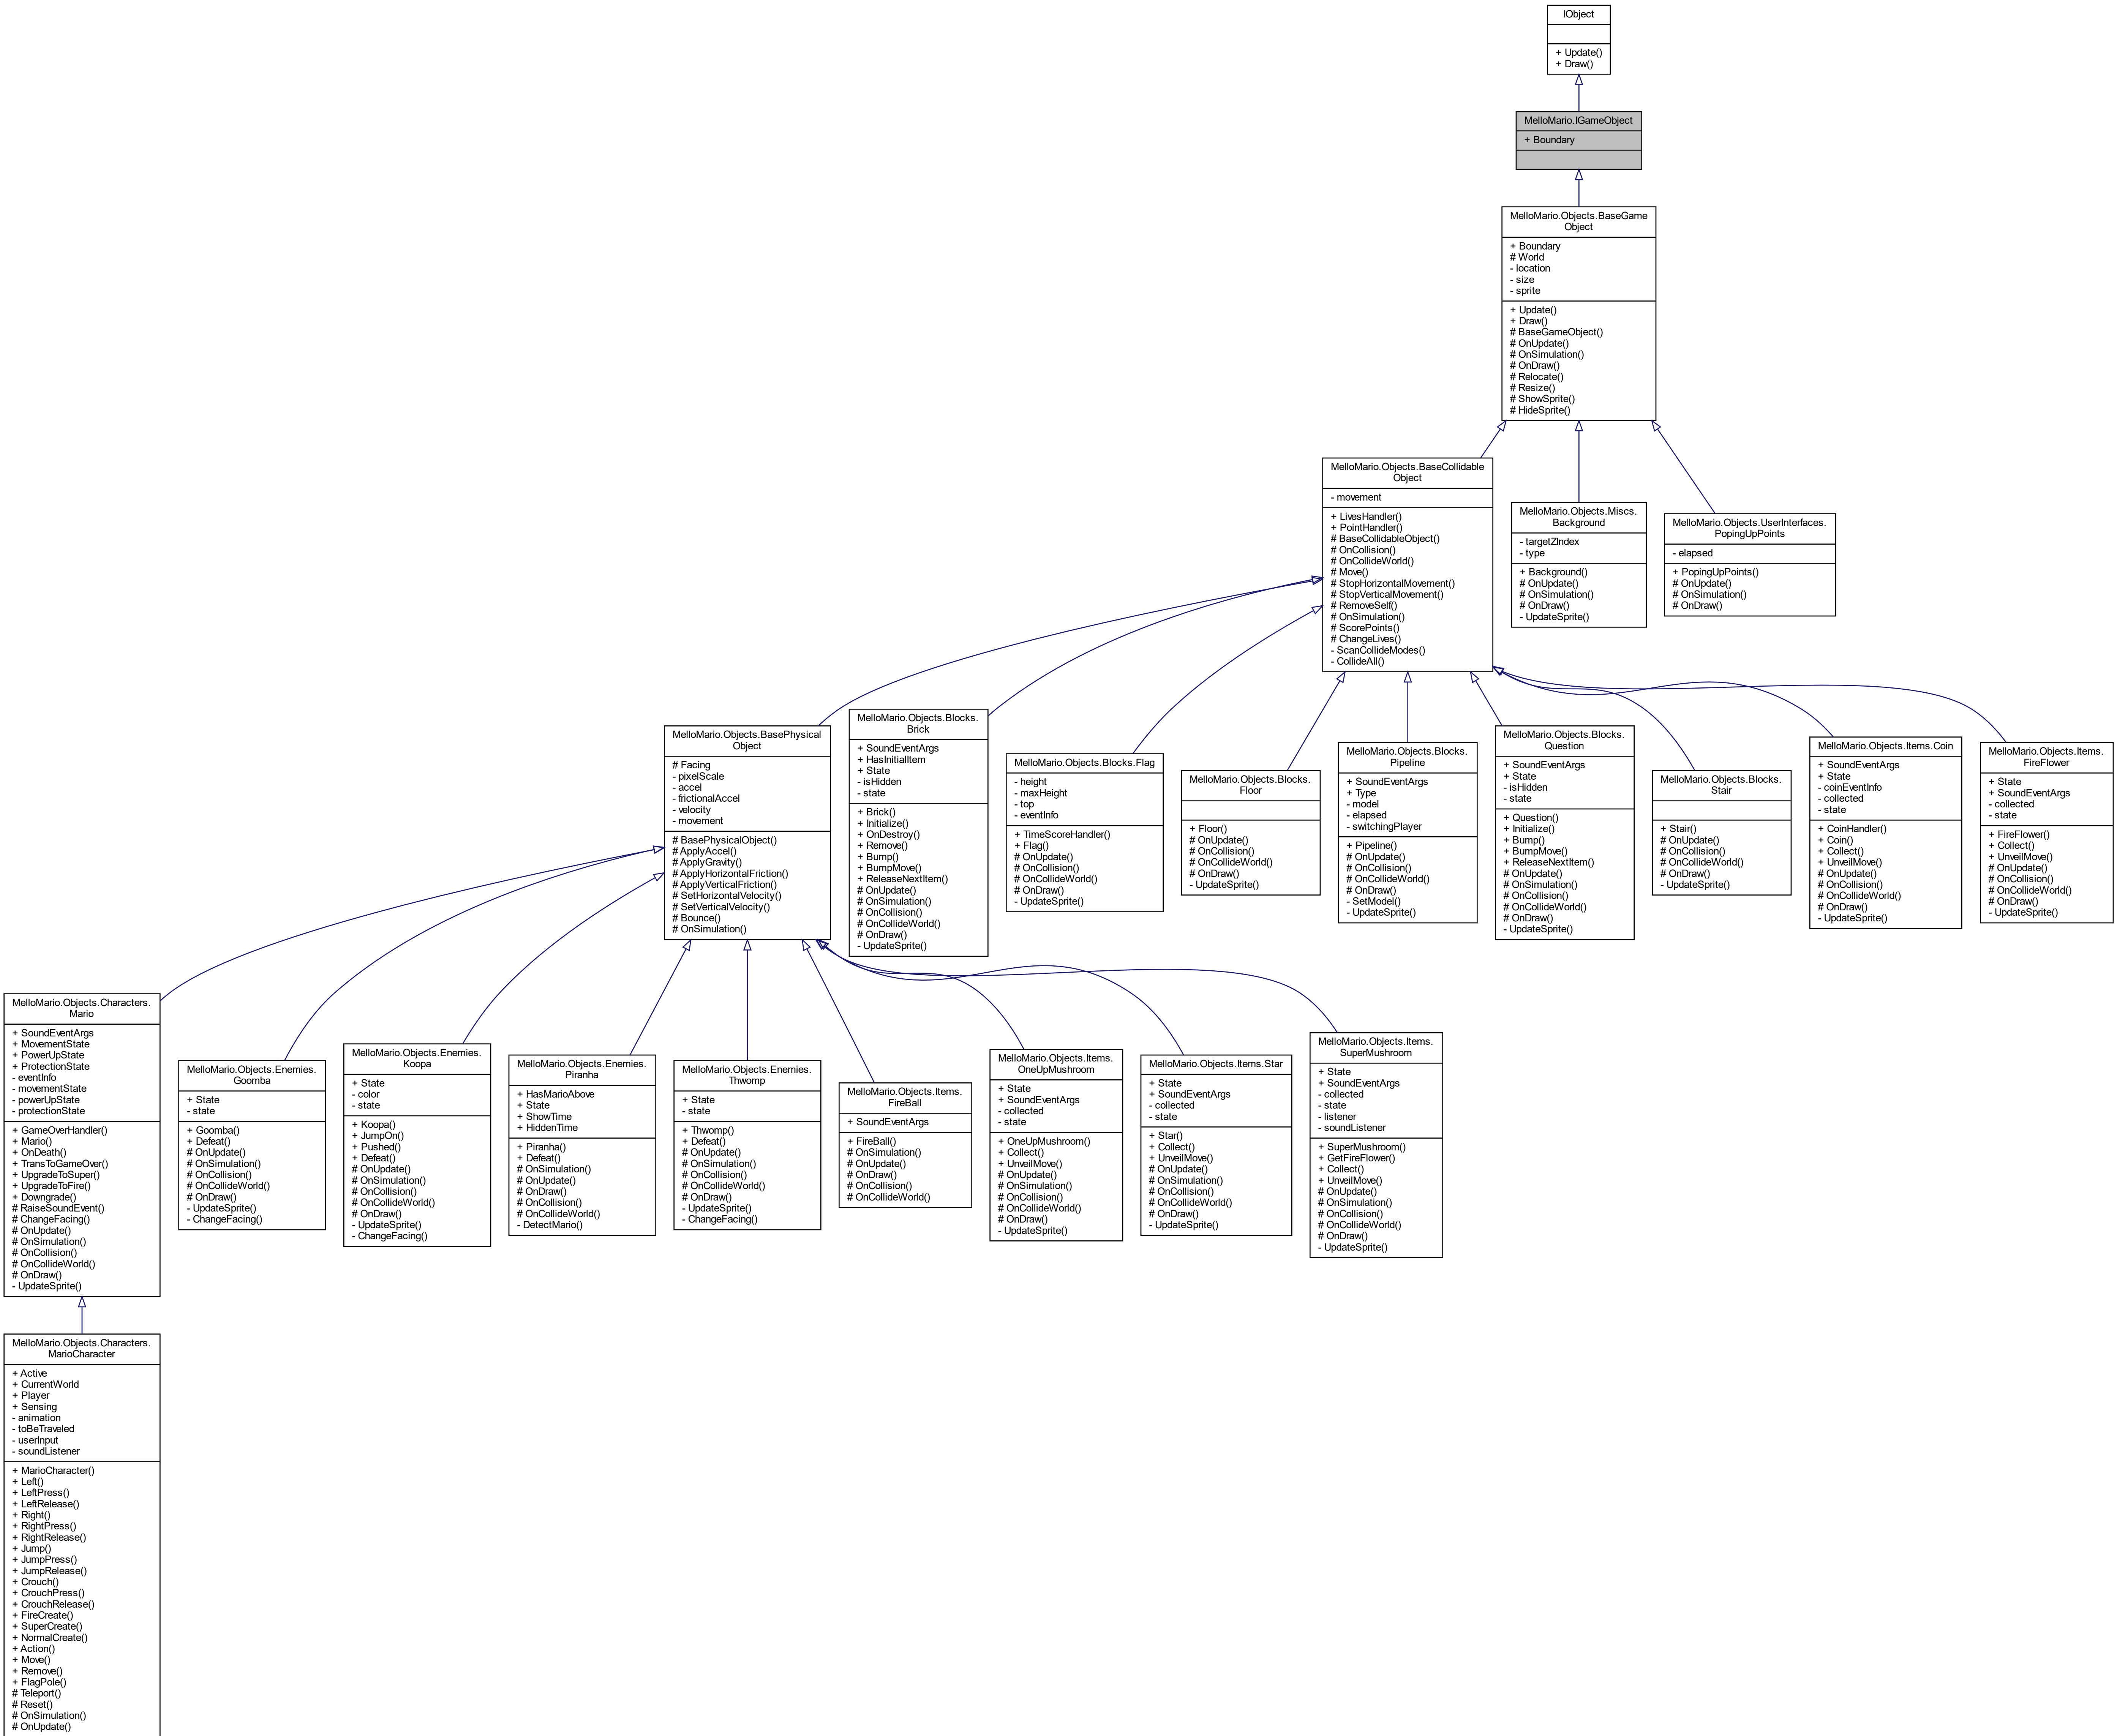 IObject
+ Update()
+ Draw()
MelloMario.IGameObject
+ Boundary
MelloMario.Objects.BaseGame
Object
+ Boundary
# World
- location
- size
- sprite
+ Update()
+ Draw()
# BaseGameObject()
# OnUpdate()
# OnSimulation()
# OnDraw()
# Relocate()
# Resize()
# ShowSprite()
# HideSprite()
MelloMario.Objects.BaseCollidable
Object
- movement
+ LivesHandler()
+ PointHandler()
# BaseCollidableObject()
# OnCollision()
# OnCollideWorld()
# Move()
# StopHorizontalMovement()
# StopVerticalMovement()
# RemoveSelf()
# OnSimulation()
# ScorePoints()
# ChangeLives()
- ScanCollideModes()
- CollideAll()
MelloMario.Objects.Miscs.
Background
- targetZIndex
- type
+ Background()
# OnUpdate()
# OnSimulation()
# OnDraw()
- UpdateSprite()
MelloMario.Objects.UserInterfaces.
PopingUpPoints
- elapsed
+ PopingUpPoints()
# OnUpdate()
# OnSimulation()
# OnDraw()
MelloMario.Objects.BasePhysical
Object
# Facing
- pixelScale
- accel
- frictionalAccel
- velocity
- movement
# BasePhysicalObject()
# ApplyAccel()
# ApplyGravity()
# ApplyHorizontalFriction()
# ApplyVerticalFriction()
# SetHorizontalVelocity()
# SetVerticalVelocity()
# Bounce()
# OnSimulation()
MelloMario.Objects.Blocks.
Brick
+ SoundEventArgs
+ HasInitialItem
+ State
- isHidden
- state
+ Brick()
+ Initialize()
+ OnDestroy()
+ Remove()
+ Bump()
+ BumpMove()
+ ReleaseNextItem()
# OnUpdate()
# OnSimulation()
# OnCollision()
# OnCollideWorld()
# OnDraw()
- UpdateSprite()
MelloMario.Objects.Blocks.Flag
- height
- maxHeight
- top
- eventInfo
+ TimeScoreHandler()
+ Flag()
# OnUpdate()
# OnCollision()
# OnCollideWorld()
# OnDraw()
- UpdateSprite()
MelloMario.Objects.Blocks.
Floor
+ Floor()
# OnUpdate()
# OnCollision()
# OnCollideWorld()
# OnDraw()
- UpdateSprite()
MelloMario.Objects.Blocks.
Pipeline
+ SoundEventArgs
+ Type
- model
- elapsed
- switchingPlayer
+ Pipeline()
# OnUpdate()
# OnCollision()
# OnCollideWorld()
# OnDraw()
- SetModel()
- UpdateSprite()
MelloMario.Objects.Blocks.
Question
+ SoundEventArgs
+ State
- isHidden
- state
+ Question()
+ Initialize()
+ Bump()
+ BumpMove()
+ ReleaseNextItem()
# OnUpdate()
# OnSimulation()
# OnCollision()
# OnCollideWorld()
# OnDraw()
- UpdateSprite()
MelloMario.Objects.Blocks.
Stair
+ Stair()
# OnUpdate()
# OnCollision()
# OnCollideWorld()
# OnDraw()
- UpdateSprite()
MelloMario.Objects.Items.Coin
+ SoundEventArgs
+ State
- coinEventInfo
- collected
- state
+ CoinHandler()
+ Coin()
+ Collect()
+ UnveilMove()
# OnUpdate()
# OnCollision()
# OnCollideWorld()
# OnDraw()
- UpdateSprite()
MelloMario.Objects.Items.
FireFlower
+ State
+ SoundEventArgs
- collected
- state
+ FireFlower()
+ Collect()
+ UnveilMove()
# OnUpdate()
# OnCollision()
# OnCollideWorld()
# OnDraw()
- UpdateSprite()
MelloMario.Objects.Characters.
Mario
+ SoundEventArgs
+ MovementState
+ PowerUpState
+ ProtectionState
- eventInfo
- movementState
- powerUpState
- protectionState
+ GameOverHandler()
+ Mario()
+ OnDeath()
+ TransToGameOver()
+ UpgradeToSuper()
+ UpgradeToFire()
+ Downgrade()
# RaiseSoundEvent()
# ChangeFacing()
# OnUpdate()
# OnSimulation()
# OnCollision()
# OnCollideWorld()
# OnDraw()
- UpdateSprite()
MelloMario.Objects.Enemies.
Goomba
+ State
- state
+ Goomba()
+ Defeat()
# OnUpdate()
# OnSimulation()
# OnCollision()
# OnCollideWorld()
# OnDraw()
- UpdateSprite()
- ChangeFacing()
MelloMario.Objects.Enemies.
Koopa
+ State
- color
- state
+ Koopa()
+ JumpOn()
+ Pushed()
+ Defeat()
# OnUpdate()
# OnSimulation()
# OnCollision()
# OnCollideWorld()
# OnDraw()
- UpdateSprite()
- ChangeFacing()
MelloMario.Objects.Enemies.
Piranha
+ HasMarioAbove
+ State
+ ShowTime
+ HiddenTime
+ Piranha()
+ Defeat()
# OnSimulation()
# OnUpdate()
# OnDraw()
# OnCollision()
# OnCollideWorld()
- DetectMario()
MelloMario.Objects.Enemies.
Thwomp
+ State
- state
+ Thwomp()
+ Defeat()
# OnUpdate()
# OnSimulation()
# OnCollision()
# OnCollideWorld()
# OnDraw()
- UpdateSprite()
- ChangeFacing()
MelloMario.Objects.Items.
FireBall
+ SoundEventArgs
+ FireBall()
# OnSimulation()
# OnUpdate()
# OnDraw()
# OnCollision()
# OnCollideWorld()
MelloMario.Objects.Items.
OneUpMushroom
+ State
+ SoundEventArgs
- collected
- state
+ OneUpMushroom()
+ Collect()
+ UnveilMove()
# OnUpdate()
# OnSimulation()
# OnCollision()
# OnCollideWorld()
# OnDraw()
- UpdateSprite()
MelloMario.Objects.Items.Star
+ State
+ SoundEventArgs
- collected
- state
+ Star()
+ Collect()
+ UnveilMove()
# OnUpdate()
# OnSimulation()
# OnCollision()
# OnCollideWorld()
# OnDraw()
- UpdateSprite()
MelloMario.Objects.Items.
SuperMushroom
+ State
+ SoundEventArgs
- collected
- state
- listener
- soundListener
+ SuperMushroom()
+ GetFireFlower()
+ Collect()
+ UnveilMove()
# OnUpdate()
# OnSimulation()
# OnCollision()
# OnCollideWorld()
# OnDraw()
- UpdateSprite()
MelloMario.Objects.Characters.
MarioCharacter
+ Active
+ CurrentWorld
+ Player
+ Sensing
- animation
- toBeTraveled
- userInput
- soundListener
+ MarioCharacter()
+ Left()
+ LeftPress()
+ LeftRelease()
+ Right()
+ RightPress()
+ RightRelease()
+ Jump()
+ JumpPress()
+ JumpRelease()
+ Crouch()
+ CrouchPress()
+ CrouchRelease()
+ FireCreate()
+ SuperCreate()
+ NormalCreate()
+ Action()
+ Move()
+ Remove()
+ FlagPole()
# Teleport()
# Reset()
# OnSimulation()
# OnUpdate()